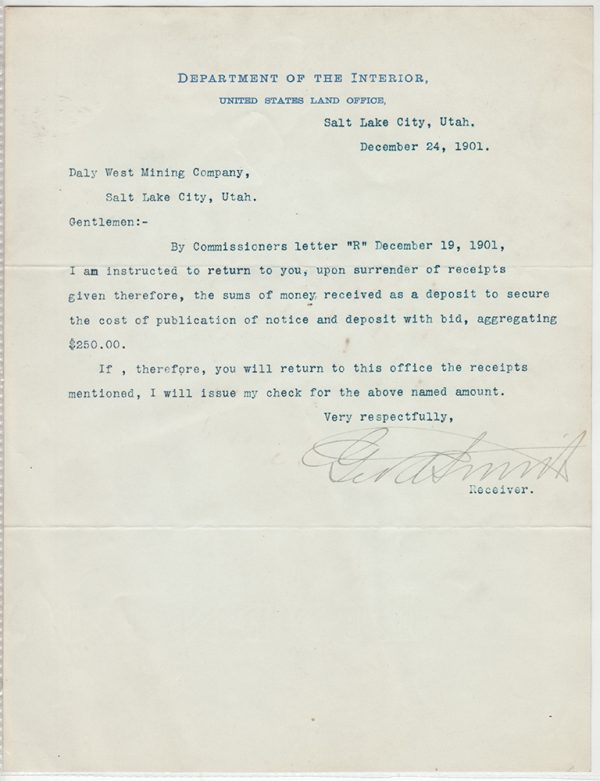 DEPARTMENT OF THE INTERIOR,
UNITED STATES LAND OFFICE,
Salt Lake City, Utah.
December 24, 1901.
Daly West Mining Company,
Salt Lake City, Utah.
Gentlemen:-
By Commissioners letter "R" December 19, 1901,
I am instructed to return to you, upon surrender of receipts
given therefore, the sums of money received as a deposit to secure
the cost of publication of notice and deposit with bid, aggregating
$250.00.
If , therefore, you will return to this office the receipts
mentioned, I will issue my check for the above named amount.
Very respectfully,
Geo A Smith
Receiver.